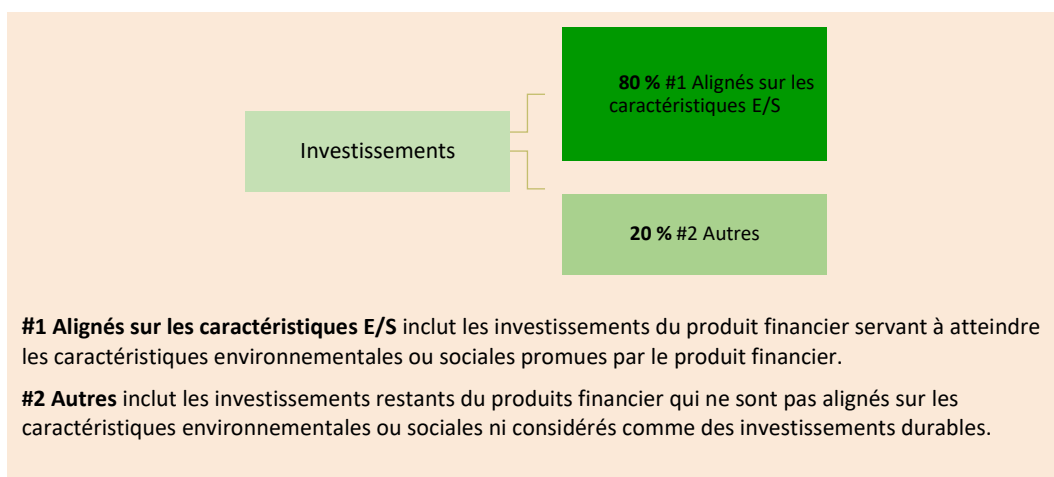 80 % #1 Alignés sur les
caractéristiques E/S
Investissements
20 % #2 Autres
#1 Alignés sur les caractéristiques E/S inclut les investissements du produit financier servant à atteindre
les caractéristiques environnementales ou sociales promues par le produit financier.
#2 Autres inclut les investissements restants du produits financier qui ne sont pas alignés sur les
caractéristiques environnementales ou sociales ni considérés comme des investissements durables.